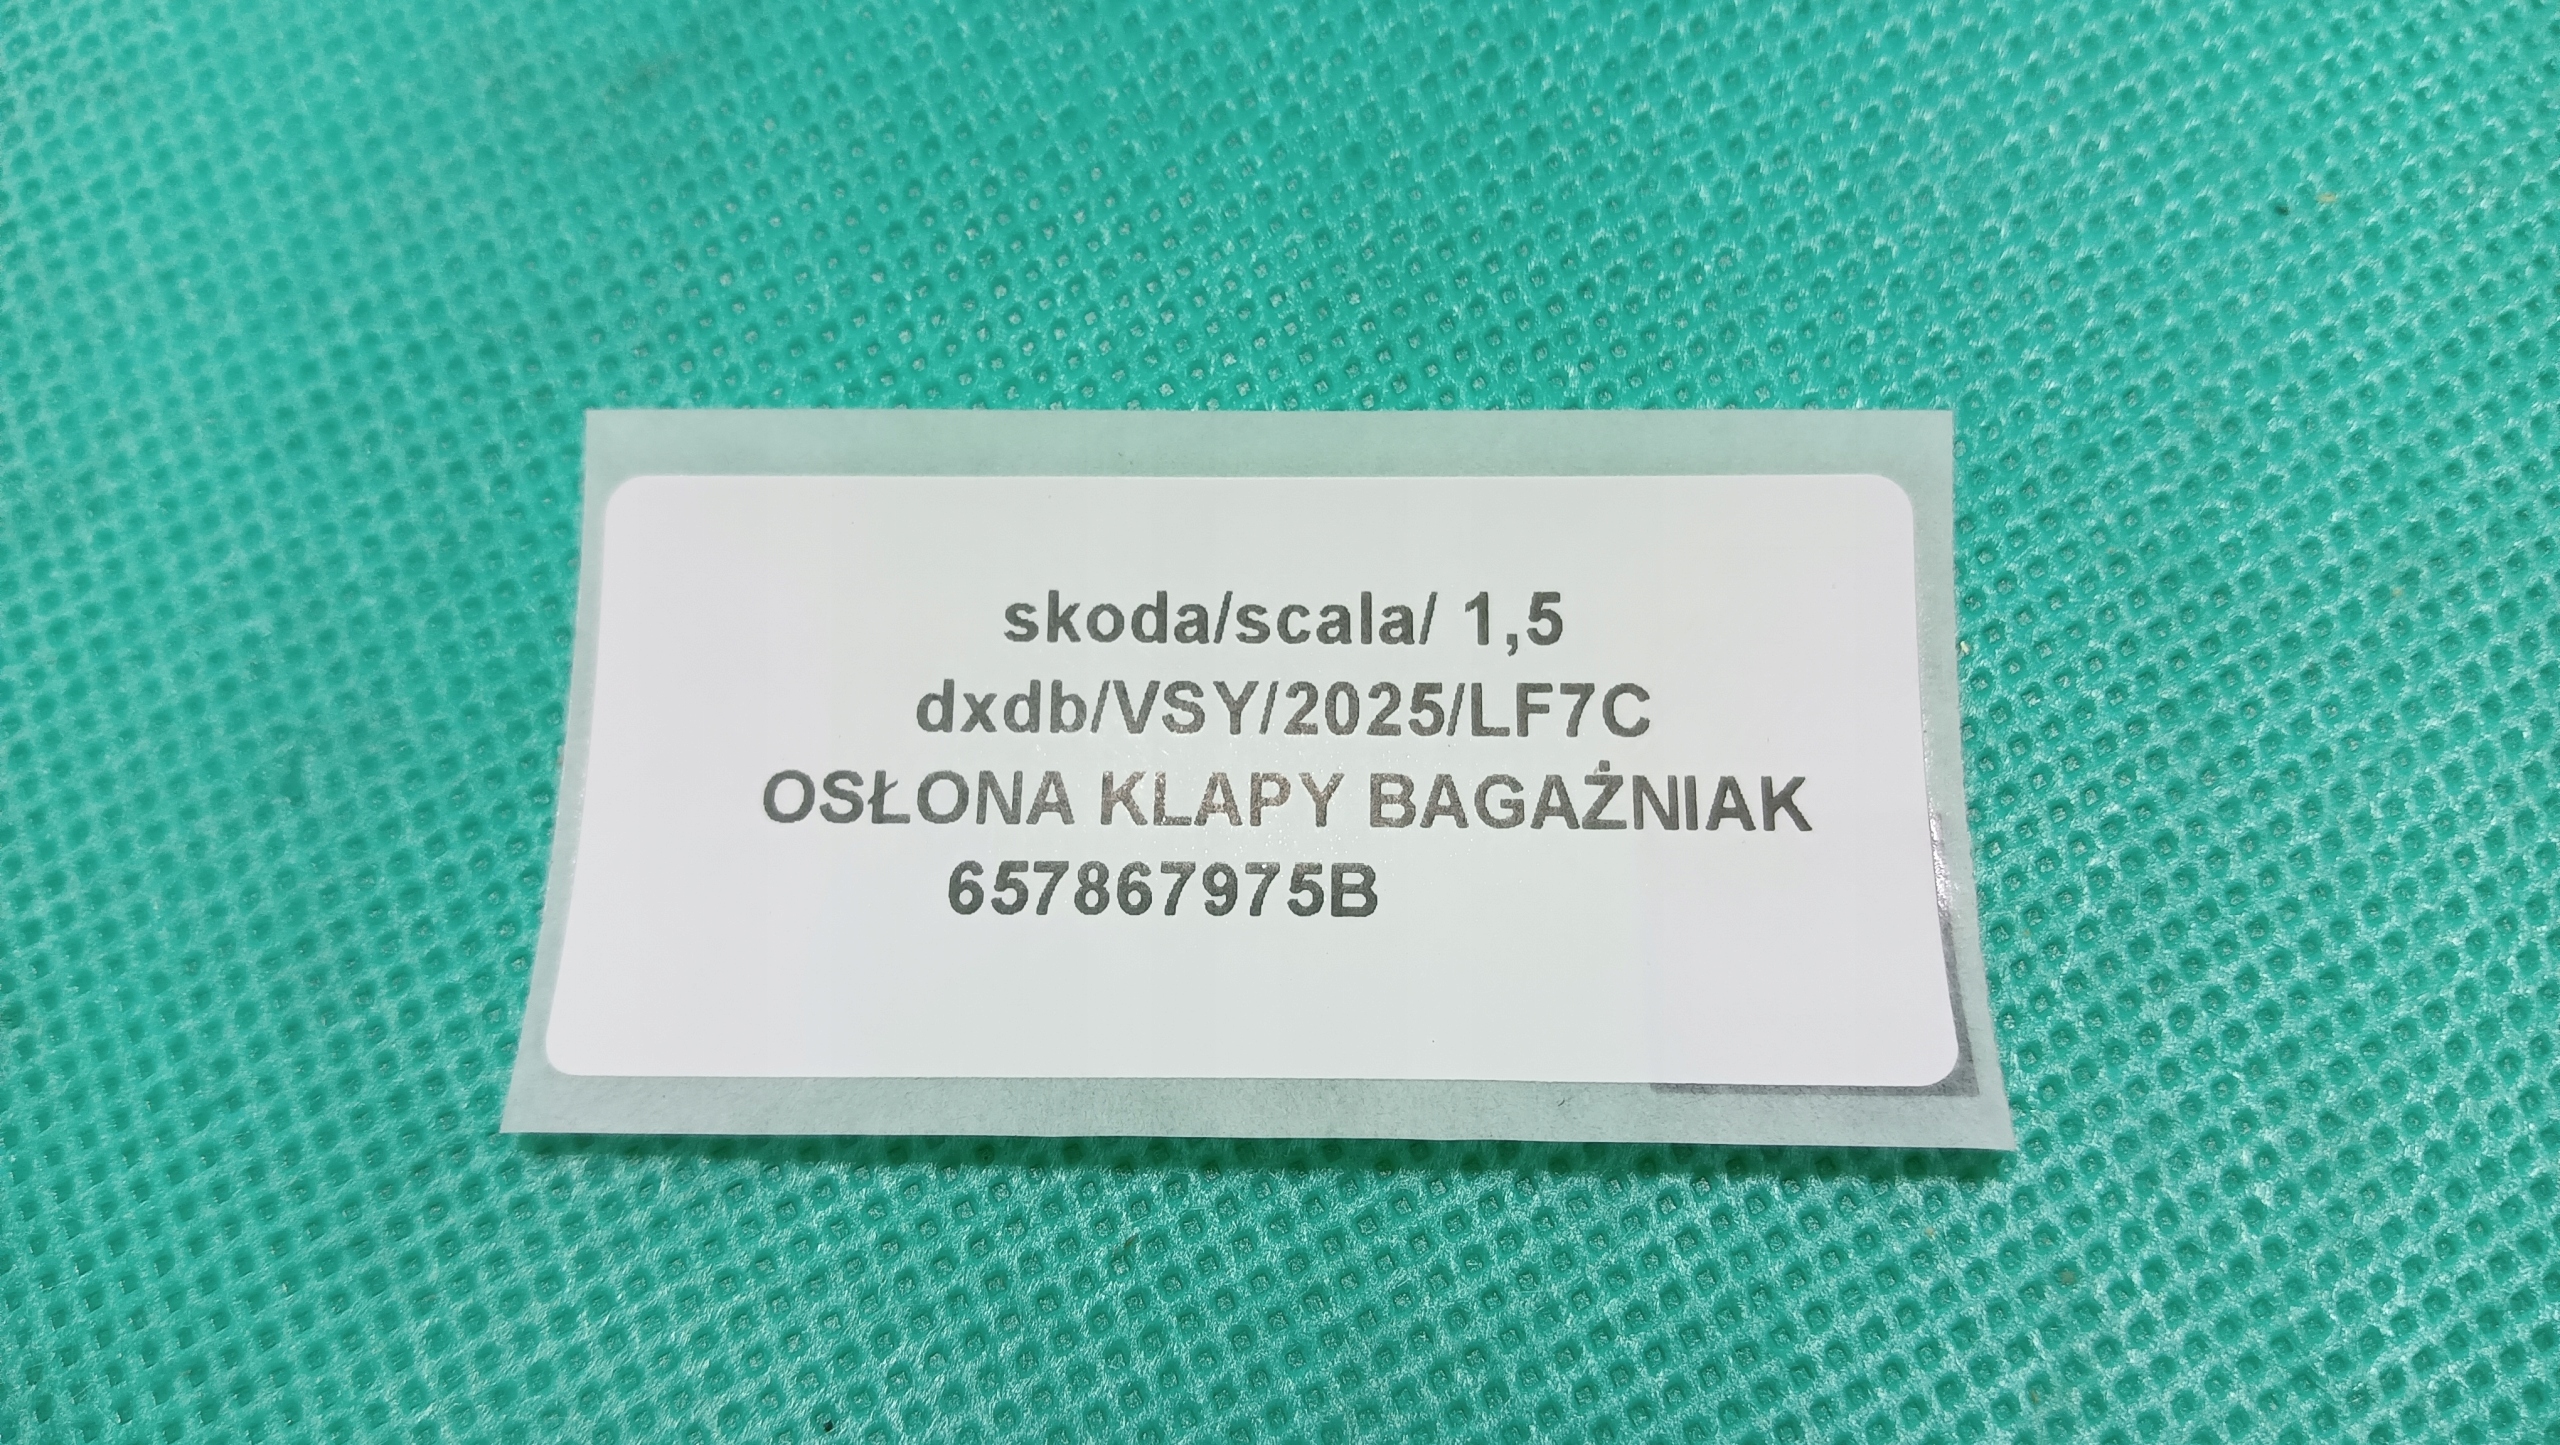 skoda/scala/ 1,5
dxdb/VSY/2025/LF7C
OSŁONA KLAPY BAGAŻNIAK
657867975B